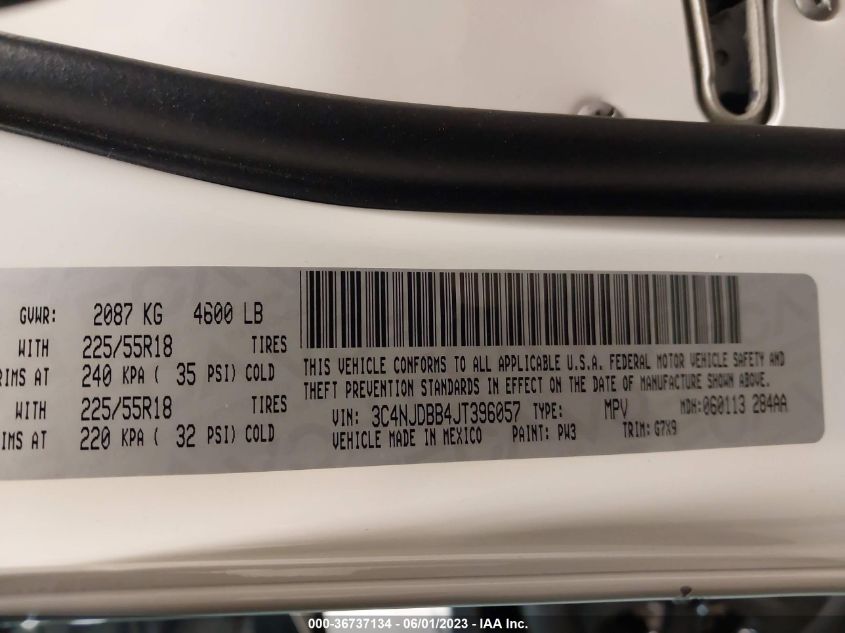 GVWR: 2087 KG 4600 LB
WITH 225/55R18 TIRES
RIMS AT 240 KPA ( 35 PSI) COLD
WITH 225/55R18 TIRES
IMS AT 220 KPA ( 32 PSI) COLD
THIS VEHICLE CONFORMS TO ALL APPLICABLE U.S.A. FEDERAL MOTOR VEHICLE SAFETY AND
THEFT PREVENTION STANDARDS IN EFFECT ON THE DATE OF MANUFACTURE SHOWN ABOVE.
VIN: 3C4NJDBB4JT396057 TYPE: MPV MDH:060113 284AA
VEHICLE MADE IN MEXICO PAINT: PW3 TRIM: G7X9
000-36737134 - 06/01/2023 - IAA Inc.